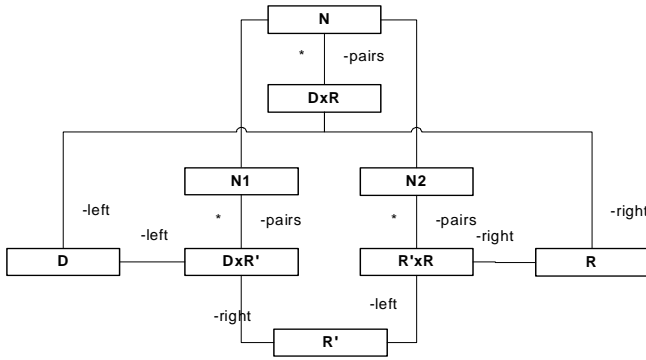 N
* -pairs
DxR
N1 N2
-left * -pairs * -pairs -right
-left -right
D DxR' R'xR R
-right -left
R'